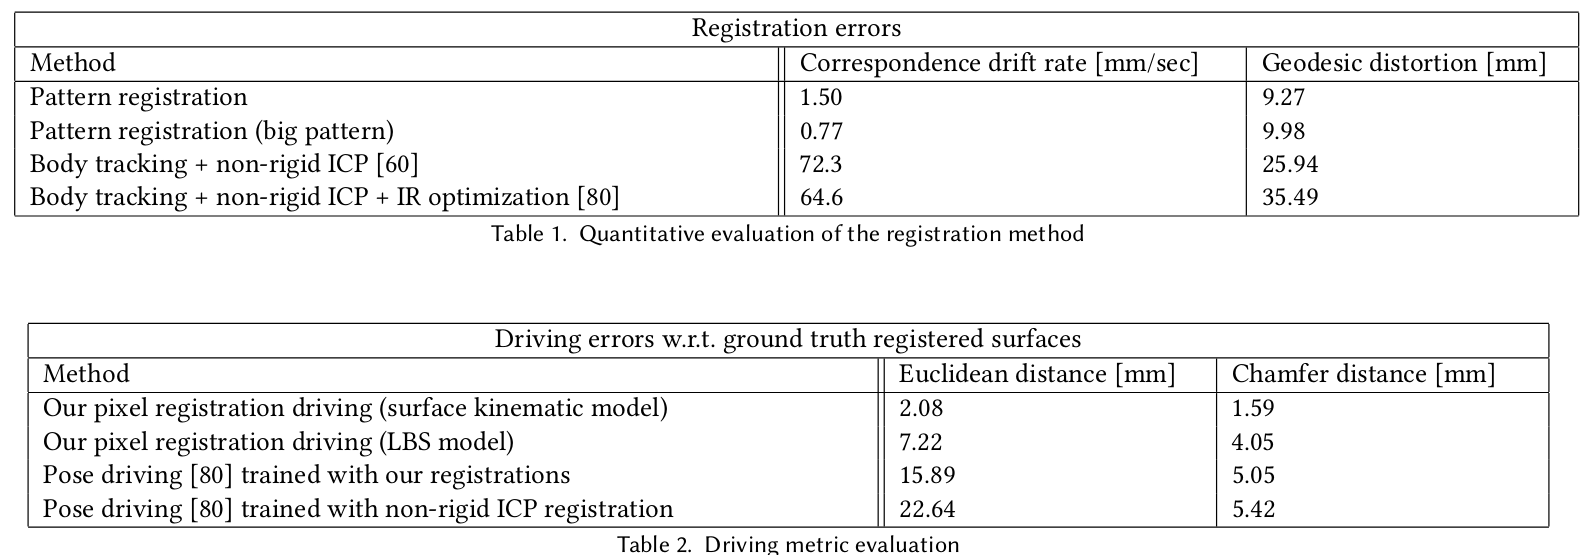 Registration errors
Method Correspondence drift rate [mm/sec] Geodesic distortion [mm]
Pattern registration 1.50 9.27
Pattern registration (big pattern) 0.77 9.98
Body tracking + non-rigid ICP [60] 72.3 25.94
Body tracking + non-rigid ICP + IR optimization [80] 64.6 35.49
Table 1. Quantitative evaluation of the registration method
Driving errors w.r.t. ground truth registered surfaces
Method Euclidean distance [mm] Chamfer distance [mm]
Our pixel registration driving (surface kinematic model) 2.08 1.59
Our pixel registration driving (LBS model) 7.22 4.05
Pose driving [80] trained with our registrations 15.89 5.05
Pose driving [80] trained with non-rigid ICP registration 22.64 5.42
Table 2. Driving metric evaluation